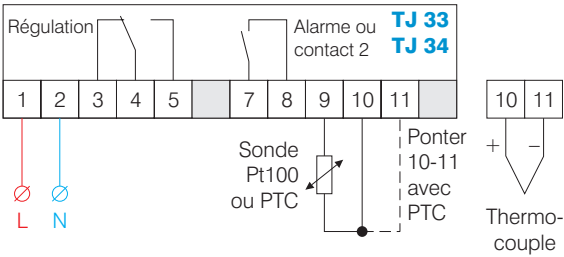 Régulation
Alarme ou
contact 2
TJ 33
TJ 34
1 2 3 4 5 7 8 9 10 11
10 11
Sonde
Pt100
ou PTC
Ponter
10-11
avec
PTC
+ −
L N
Thermo-
couple